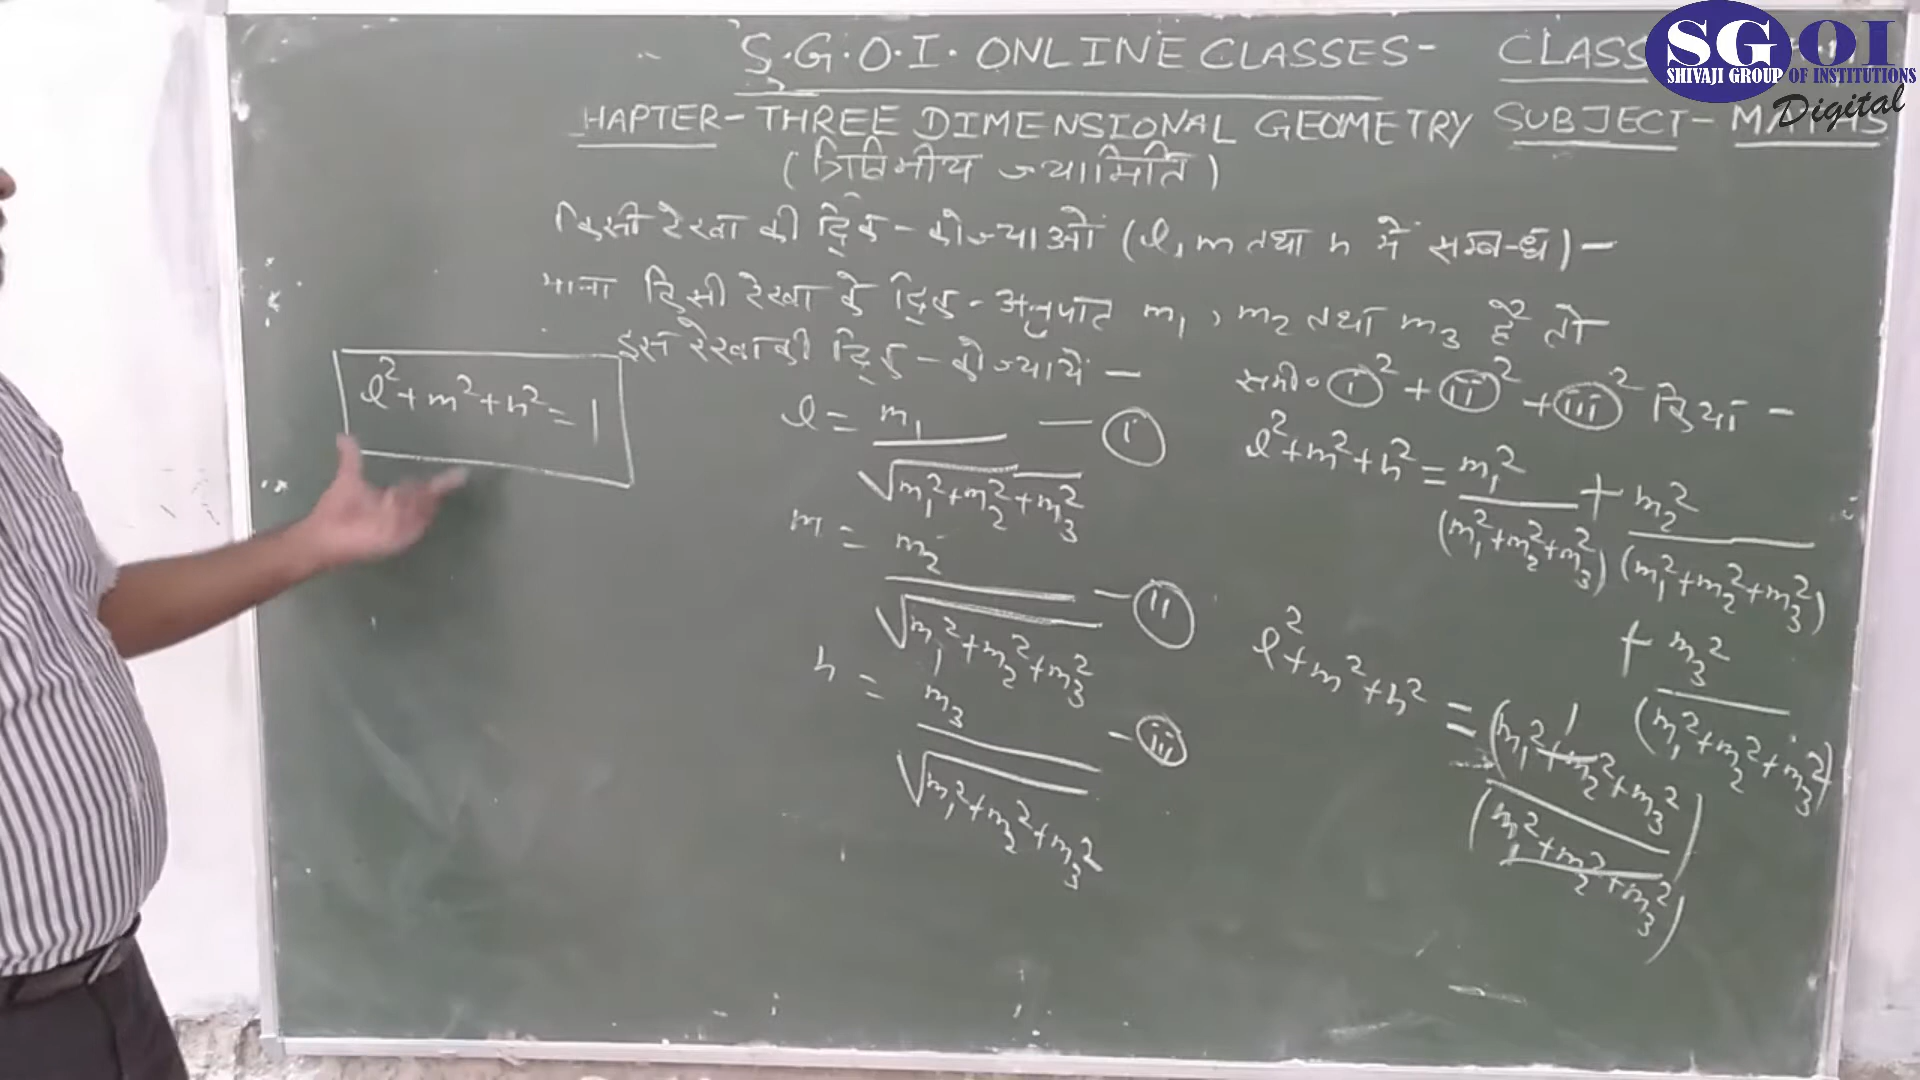 S.G.O.I. ONLINE CLASSES- CLASS
SGOI
SHIVAJI GROUP OF INSTITUTIONS
Digital
HAPTER- THREE DIMENSIONAL GEOMETRY SUBJECT- MATHS
(त्रिविमीय ज्यामिति)
किसी रेखा की दिक् - कोज्याओं (l, m तथा n में सम्बन्ध) -
माना किसी रेखा के दिक् - अनुपात m₁, m₂ तथा m₃ हैं तो
इस रेखा की दिक् - कोज्यायें -
l² + m² + n² = 1
l = m₁ / √(m₁² + m₂² + m₃²) — (i)
m = m₂ / √(m₁² + m₂² + m₃²) — (ii)
n = m₃ / √(m₁² + m₂² + m₃²) — (iii)
समी० (i)² + (ii)² + (iii)² किया -
l² + m² + n² = m₁² / (m₁² + m₂² + m₃²) + m₂² / (m₁² + m₂² + m₃²)
+ m₃² / (m₁² + m₂² + m₃²)
l² + m² + n² = (m₁² + m₂² + m₃²) / (m₁² + m₂² + m₃²)